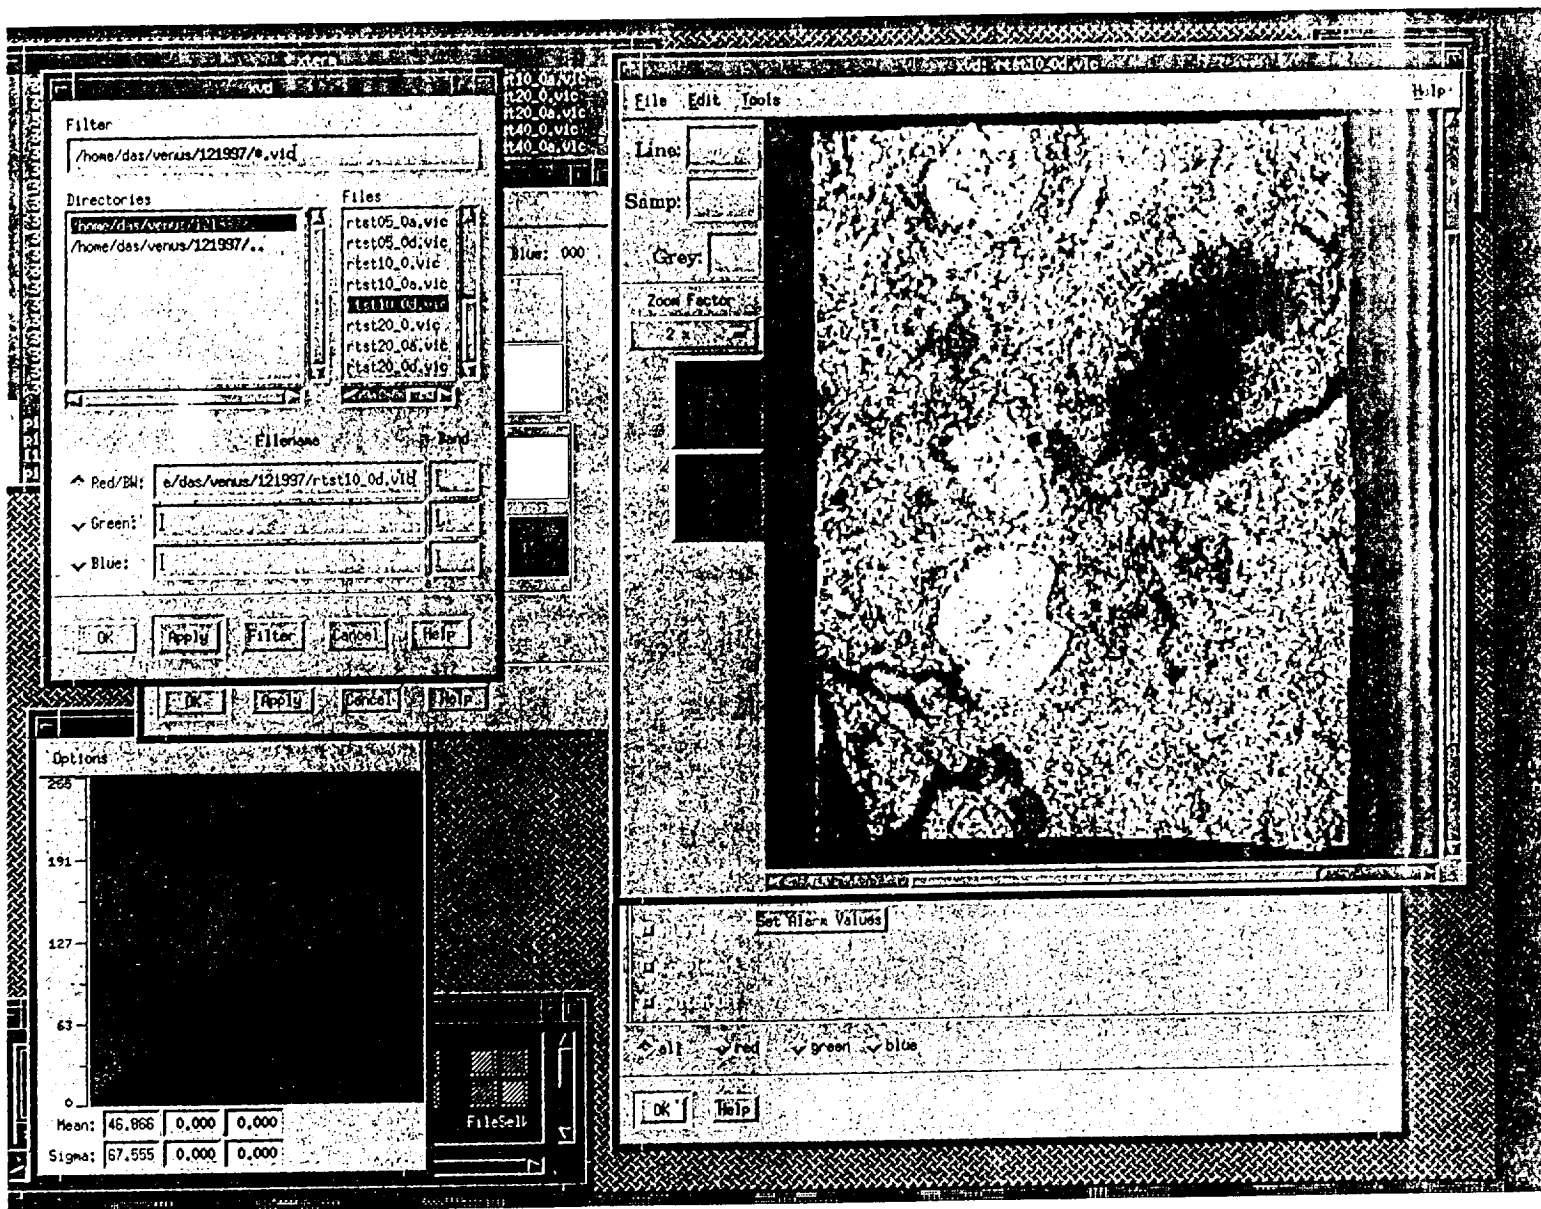 xvd
Filter
/home/das/venus/121997/*.vic
Directories
/home/das/venus/121997/..
Files
rtst05_0a.vic
rtst05_0d.vic
rtst10_0.vic
rtst10_0a.vic
rtst10_0d.vic
rtst20_0.vic
rtst20_0a.vic
rtst20_0d.vic
Filename
Band
Red/BW: e/das/venus/121997/rtst10_0d.vic
Green:
Blue:
OK Apply Filter Cancel Help
rt10_0a.vic
rt20_0.vic
rt20_0a.vic
rt40_0.vic
rt40_0a.vic
Blue: 000
OK Apply Cancel Help
Options
255
191
127
63
0
Mean: 46.866 0.000 0.000
Sigma: 67.555 0.000 0.000
FileSel
xvd: rtst10_0d.vic
File Edit Tools Help
Line:
Samp:
Grey:
Zoom Factor
2
Set Alarm Values
all red green blue
OK Help